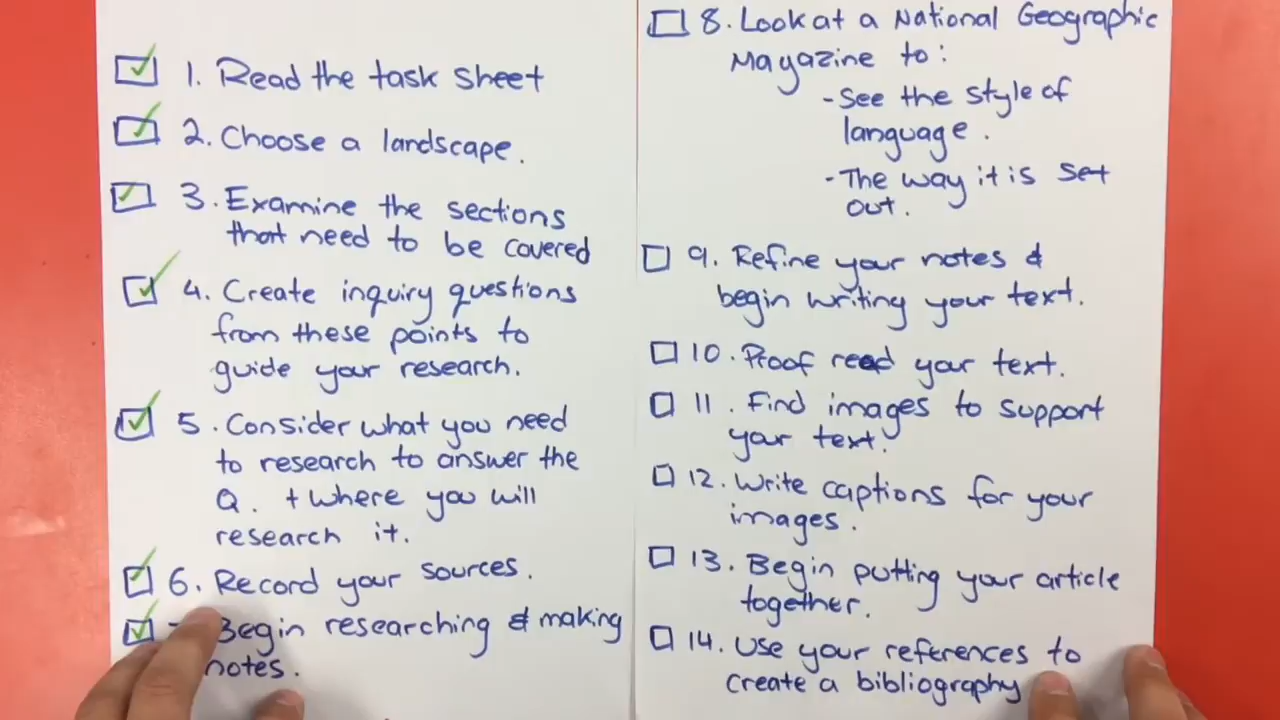 1. Read the task sheet
2. Choose a landscape.
3. Examine the sections
that need to be covered
4. Create inquiry questions
from these points to
guide your research.
5. Consider what you need
to research to answer the
Q. + where you will
research it.
6. Record your sources.
Begin researching & making
notes.
8. Look at a National Geographic
Magazine to:
- See the style of
language.
- The way it is set
out.
9. Refine your notes &
begin writing your text.
10. Proof read your text.
11. Find images to support
your text.
12. Write captions for your
images.
13. Begin putting your article
together.
14. Use your references to
create a bibliography